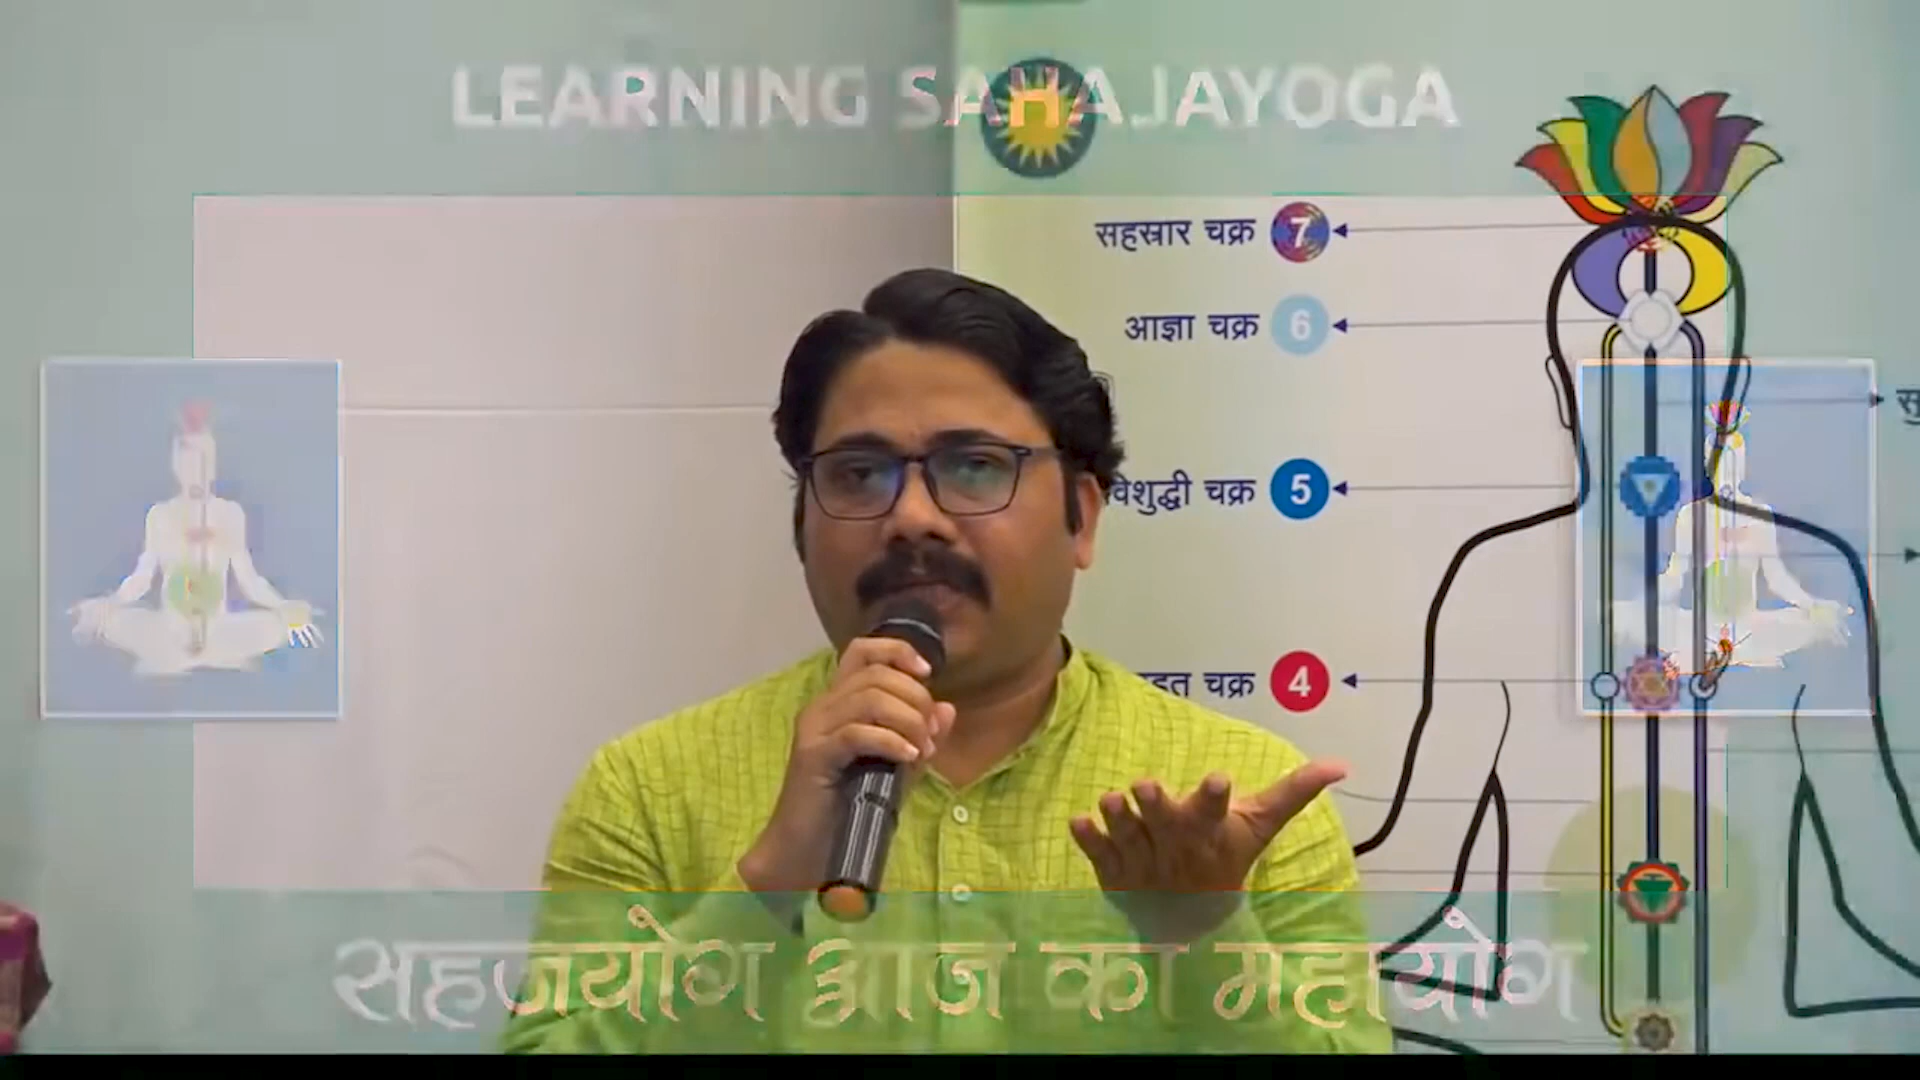 LEARNING SAHAJAYOGA
सहस्रार चक्र 7
आज्ञा चक्र 6
चक्र 5
चक्र 4
सहजयोग आज का महायोग